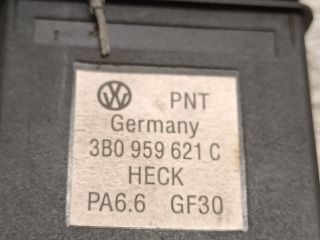 PNT
Germany
3B0 959 621 C
HECK
PA6.6 GF30